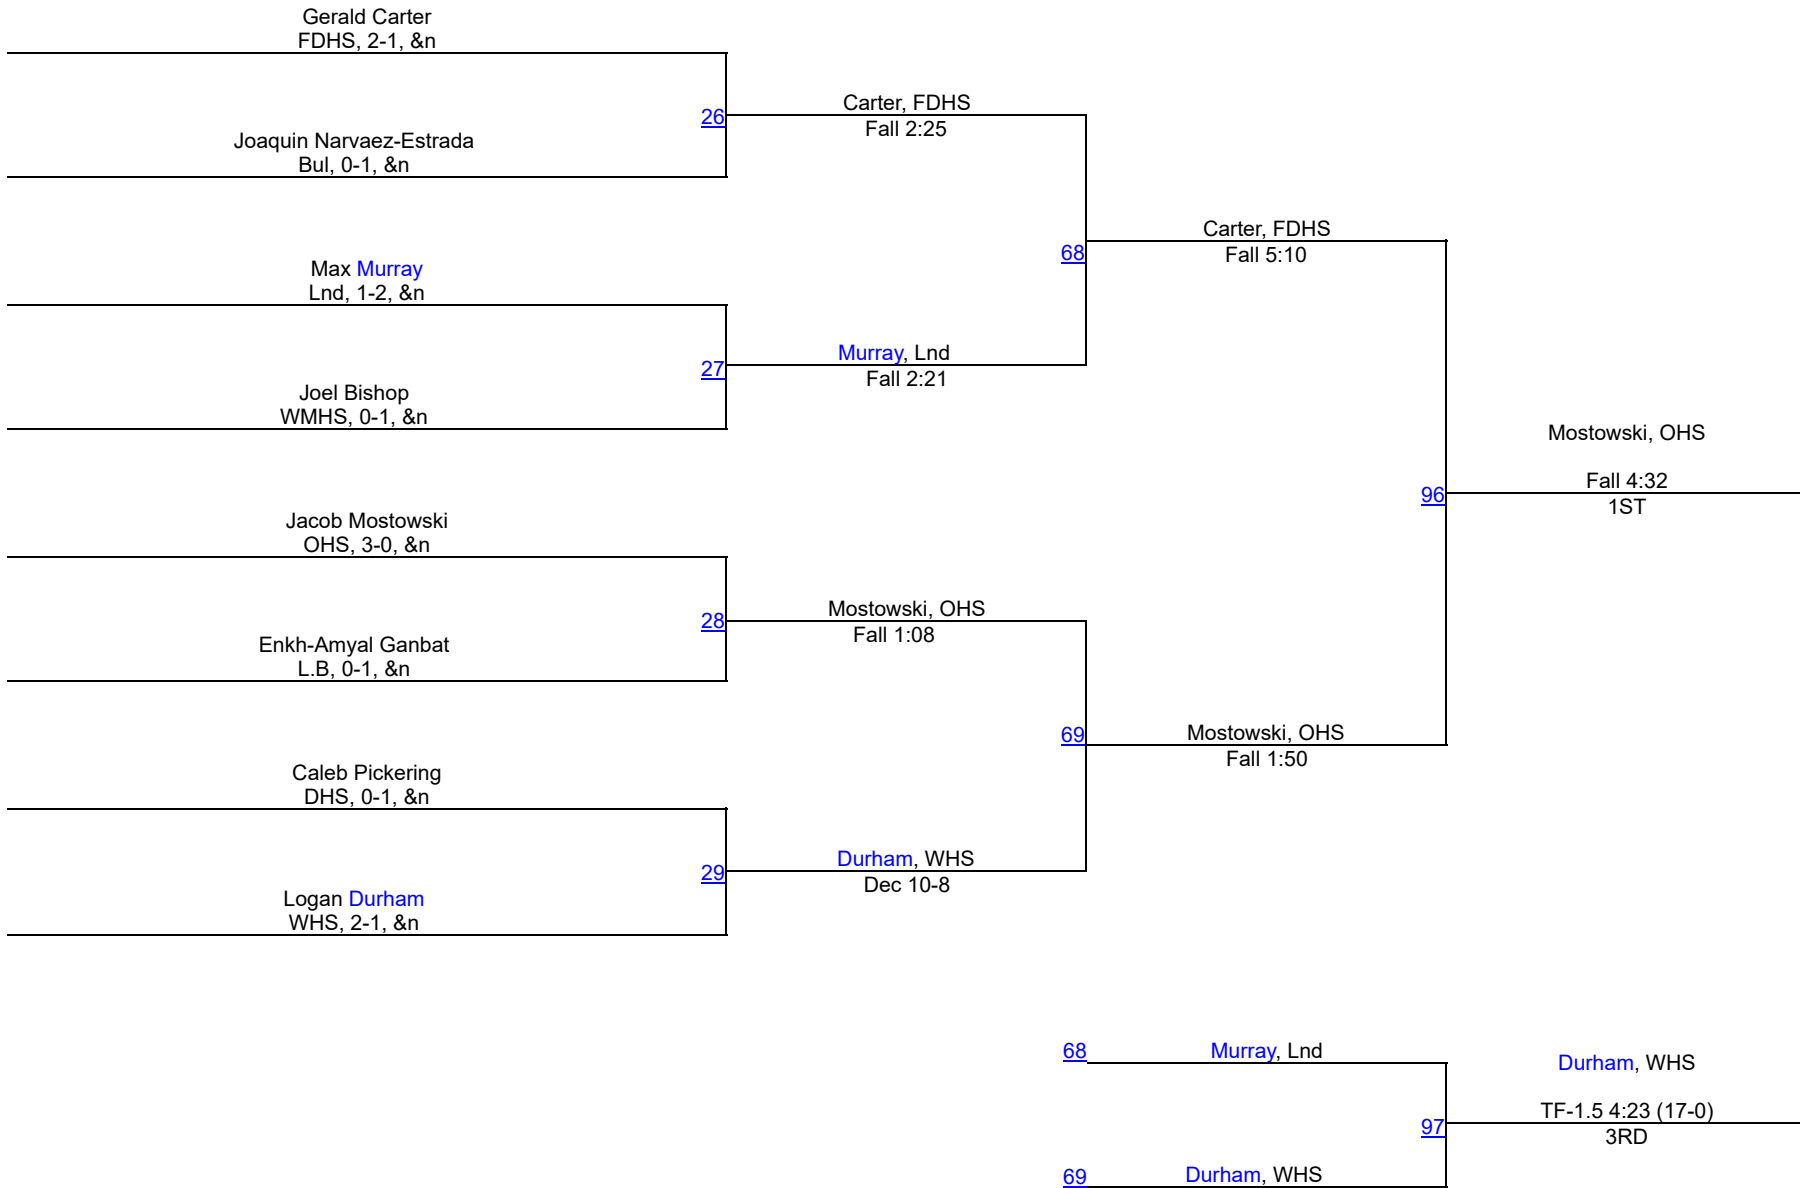 Gerald Carter
FDHS, 2-1, &n
26
Carter, FDHS
Fall 2:25
Joaquin Narvaez-Estrada
Bul, 0-1, &n
68
Carter, FDHS
Fall 5:10
Max Murray
Lnd, 1-2, &n
27
Murray, Lnd
Fall 2:21
Joel Bishop
WMHS, 0-1, &n
96
Mostowski, OHS
Fall 4:32
1ST
Jacob Mostowski
OHS, 3-0, &n
28
Mostowski, OHS
Fall 1:08
Enkh-Amyal Ganbat
L.B, 0-1, &n
69
Mostowski, OHS
Fall 1:50
Caleb Pickering
DHS, 0-1, &n
29
Durham, WHS
Dec 10-8
Logan Durham
WHS, 2-1, &n
68
Murray, Lnd
97
Durham, WHS
TF-1.5 4:23 (17-0)
3RD
69
Durham, WHS